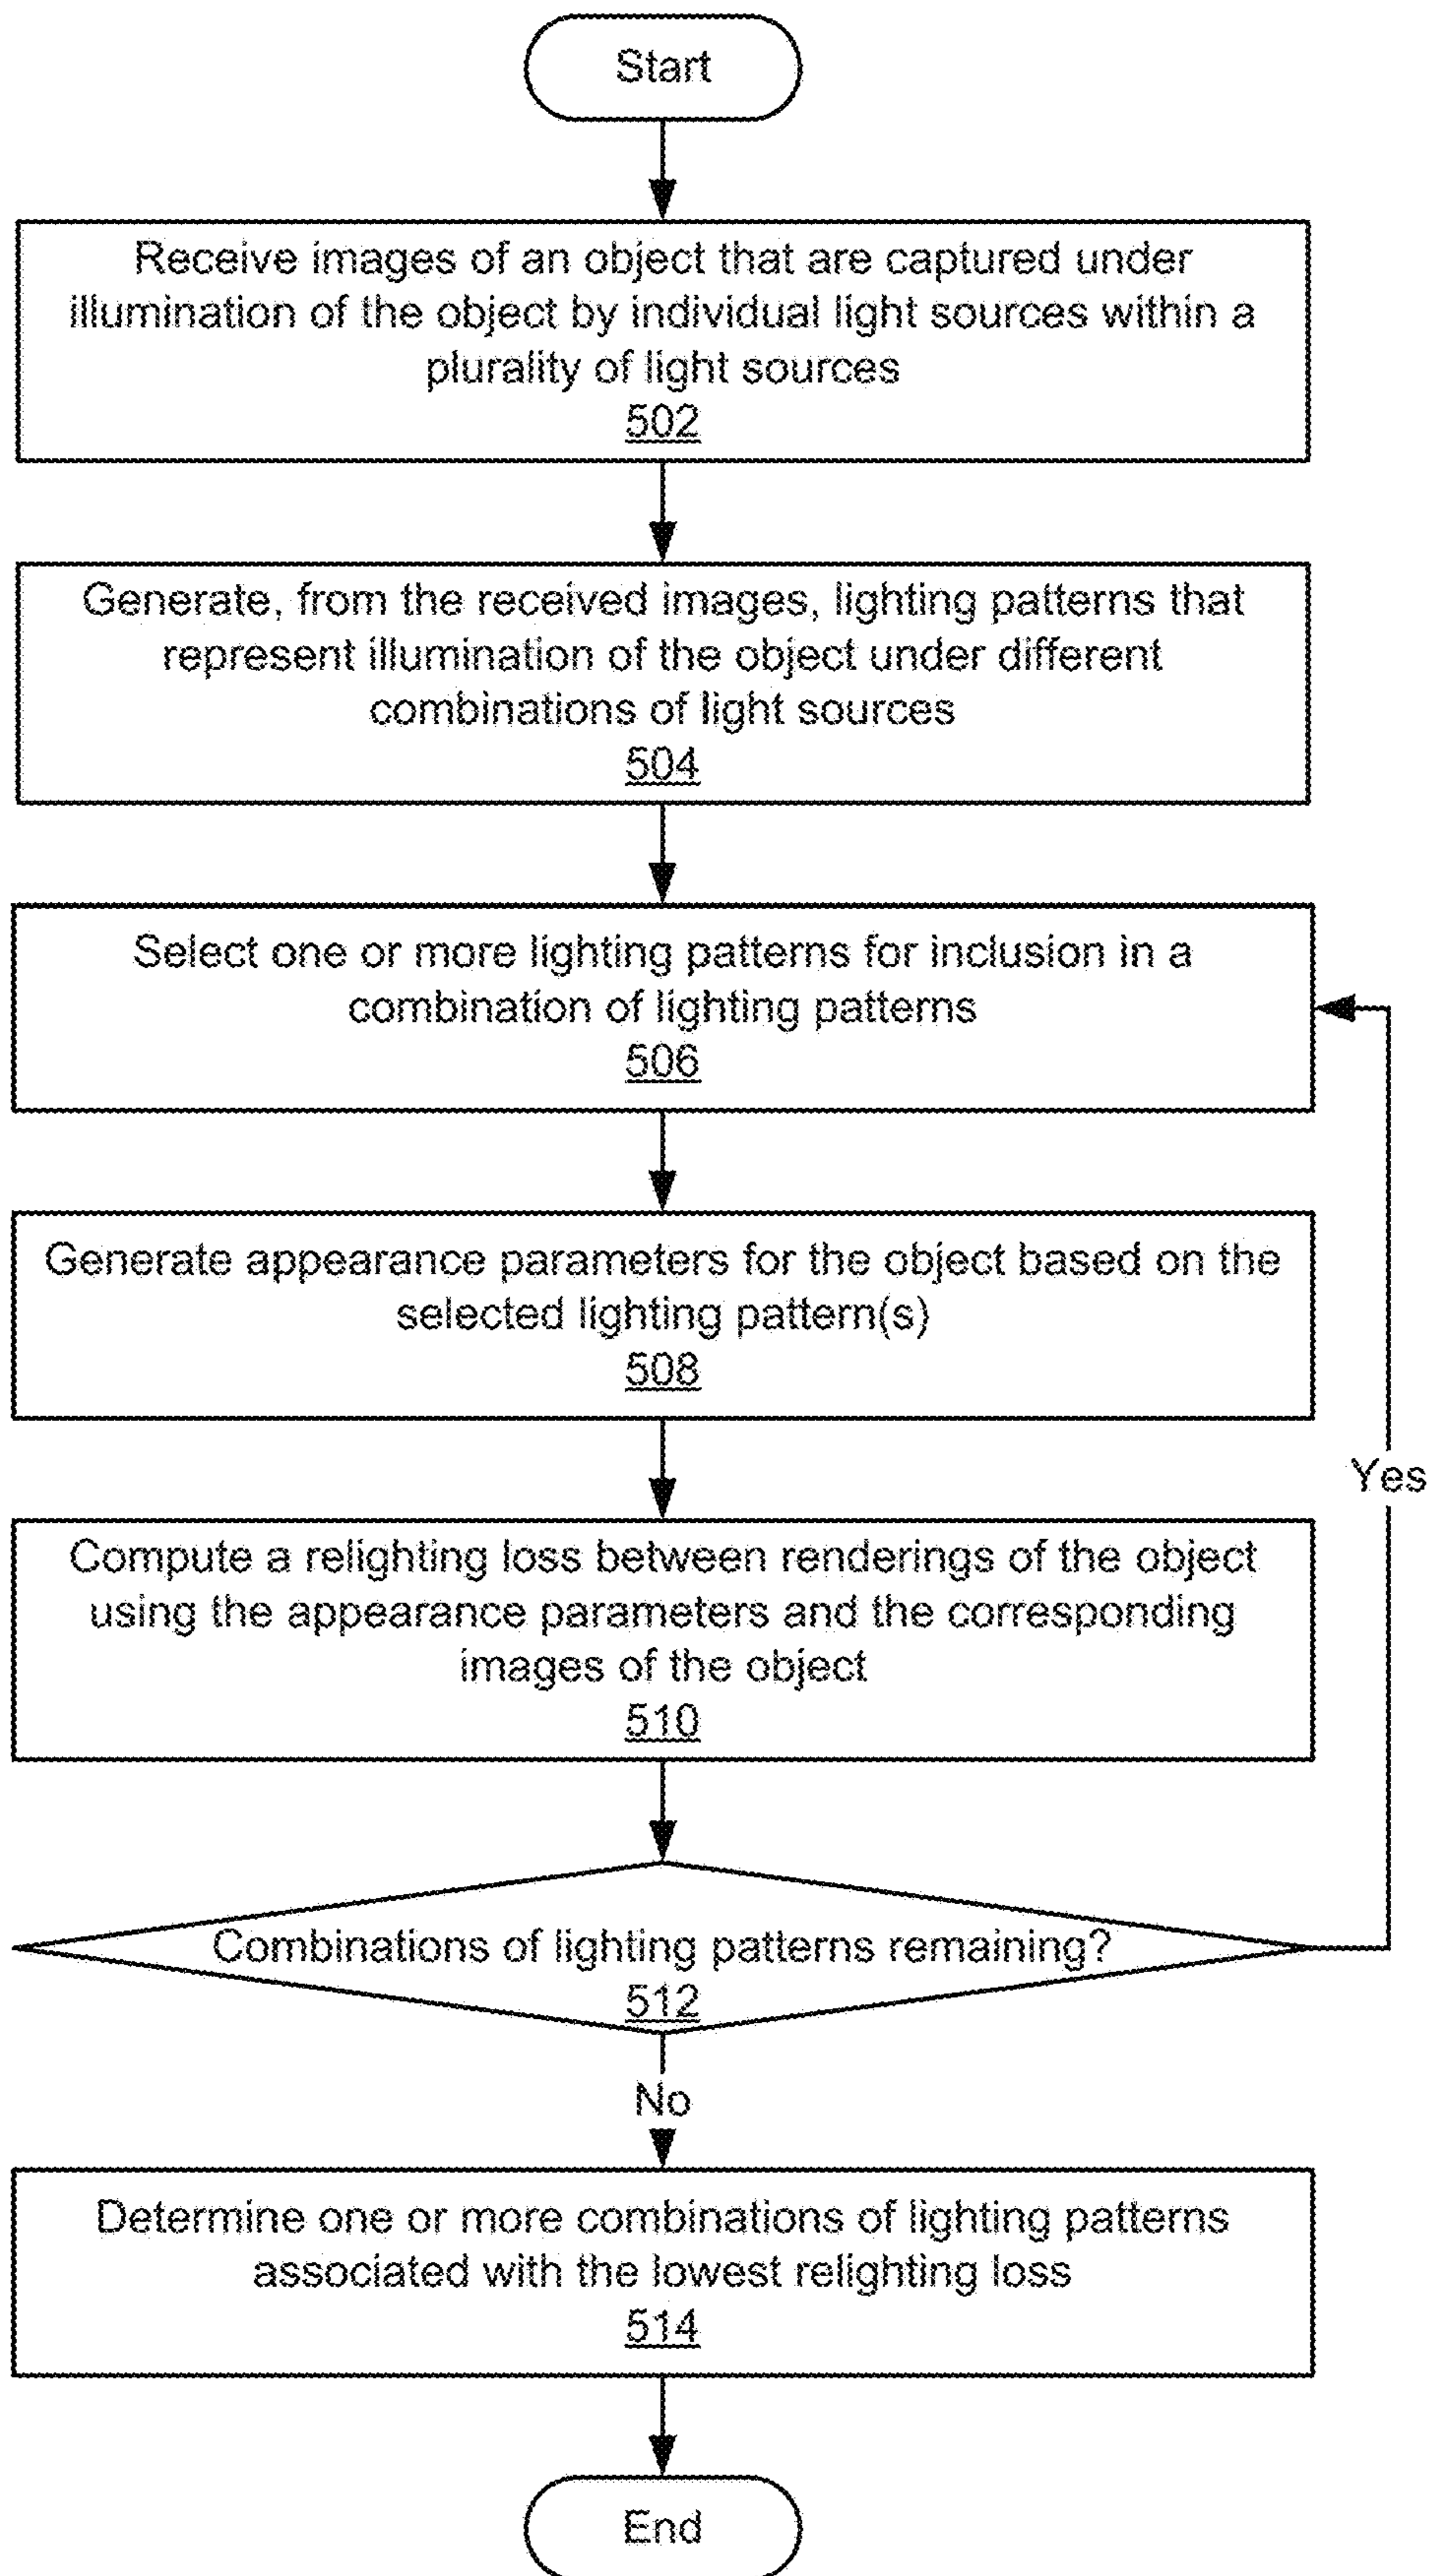 Start
Receive images of an object that are captured under
illumination of the object by individual light sources within a
plurality of light sources
502
Generate, from the received images, lighting patterns that
represent illumination of the object under different
combinations of light sources
504
Select one or more lighting patterns for inclusion in a
combination of lighting patterns
506
Generate appearance parameters for the object based on the
selected lighting pattern(s)
508
Yes
Compute a relighting loss between renderings of the object
using the appearance parameters and the corresponding
images of the object
510
Combinations of lighting patterns remaining?
512
No
Determine one or more combinations of lighting patterns
associated with the lowest relighting loss
514
End